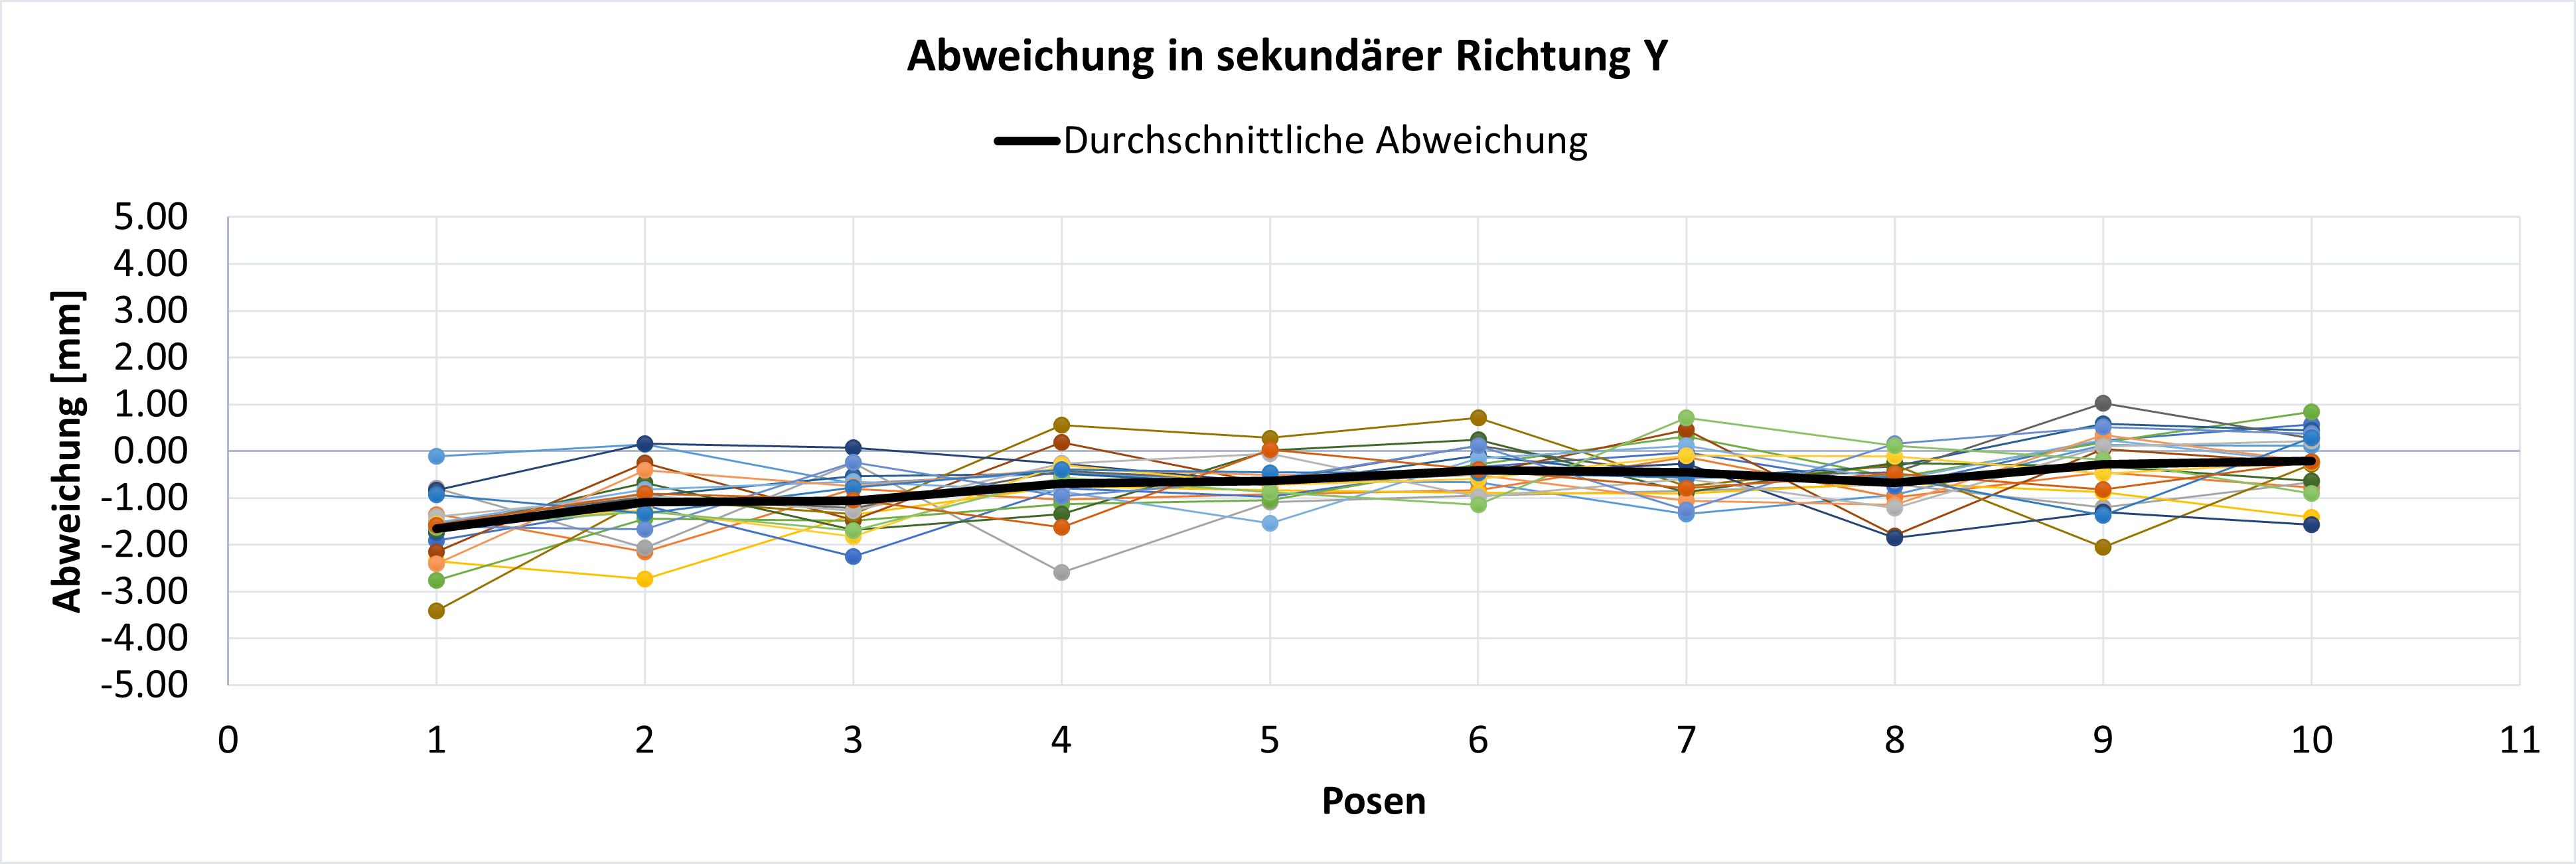 Abweichung in sekundärer Richtung Y
Durchschnittliche Abweichung
Abweichung [mm]
5.00
4.00
3.00
2.00
1.00
0.00
-1.00
-2.00
-3.00
-4.00
-5.00
0 1 2 3 4 5 6 7 8 9 10 11
Posen